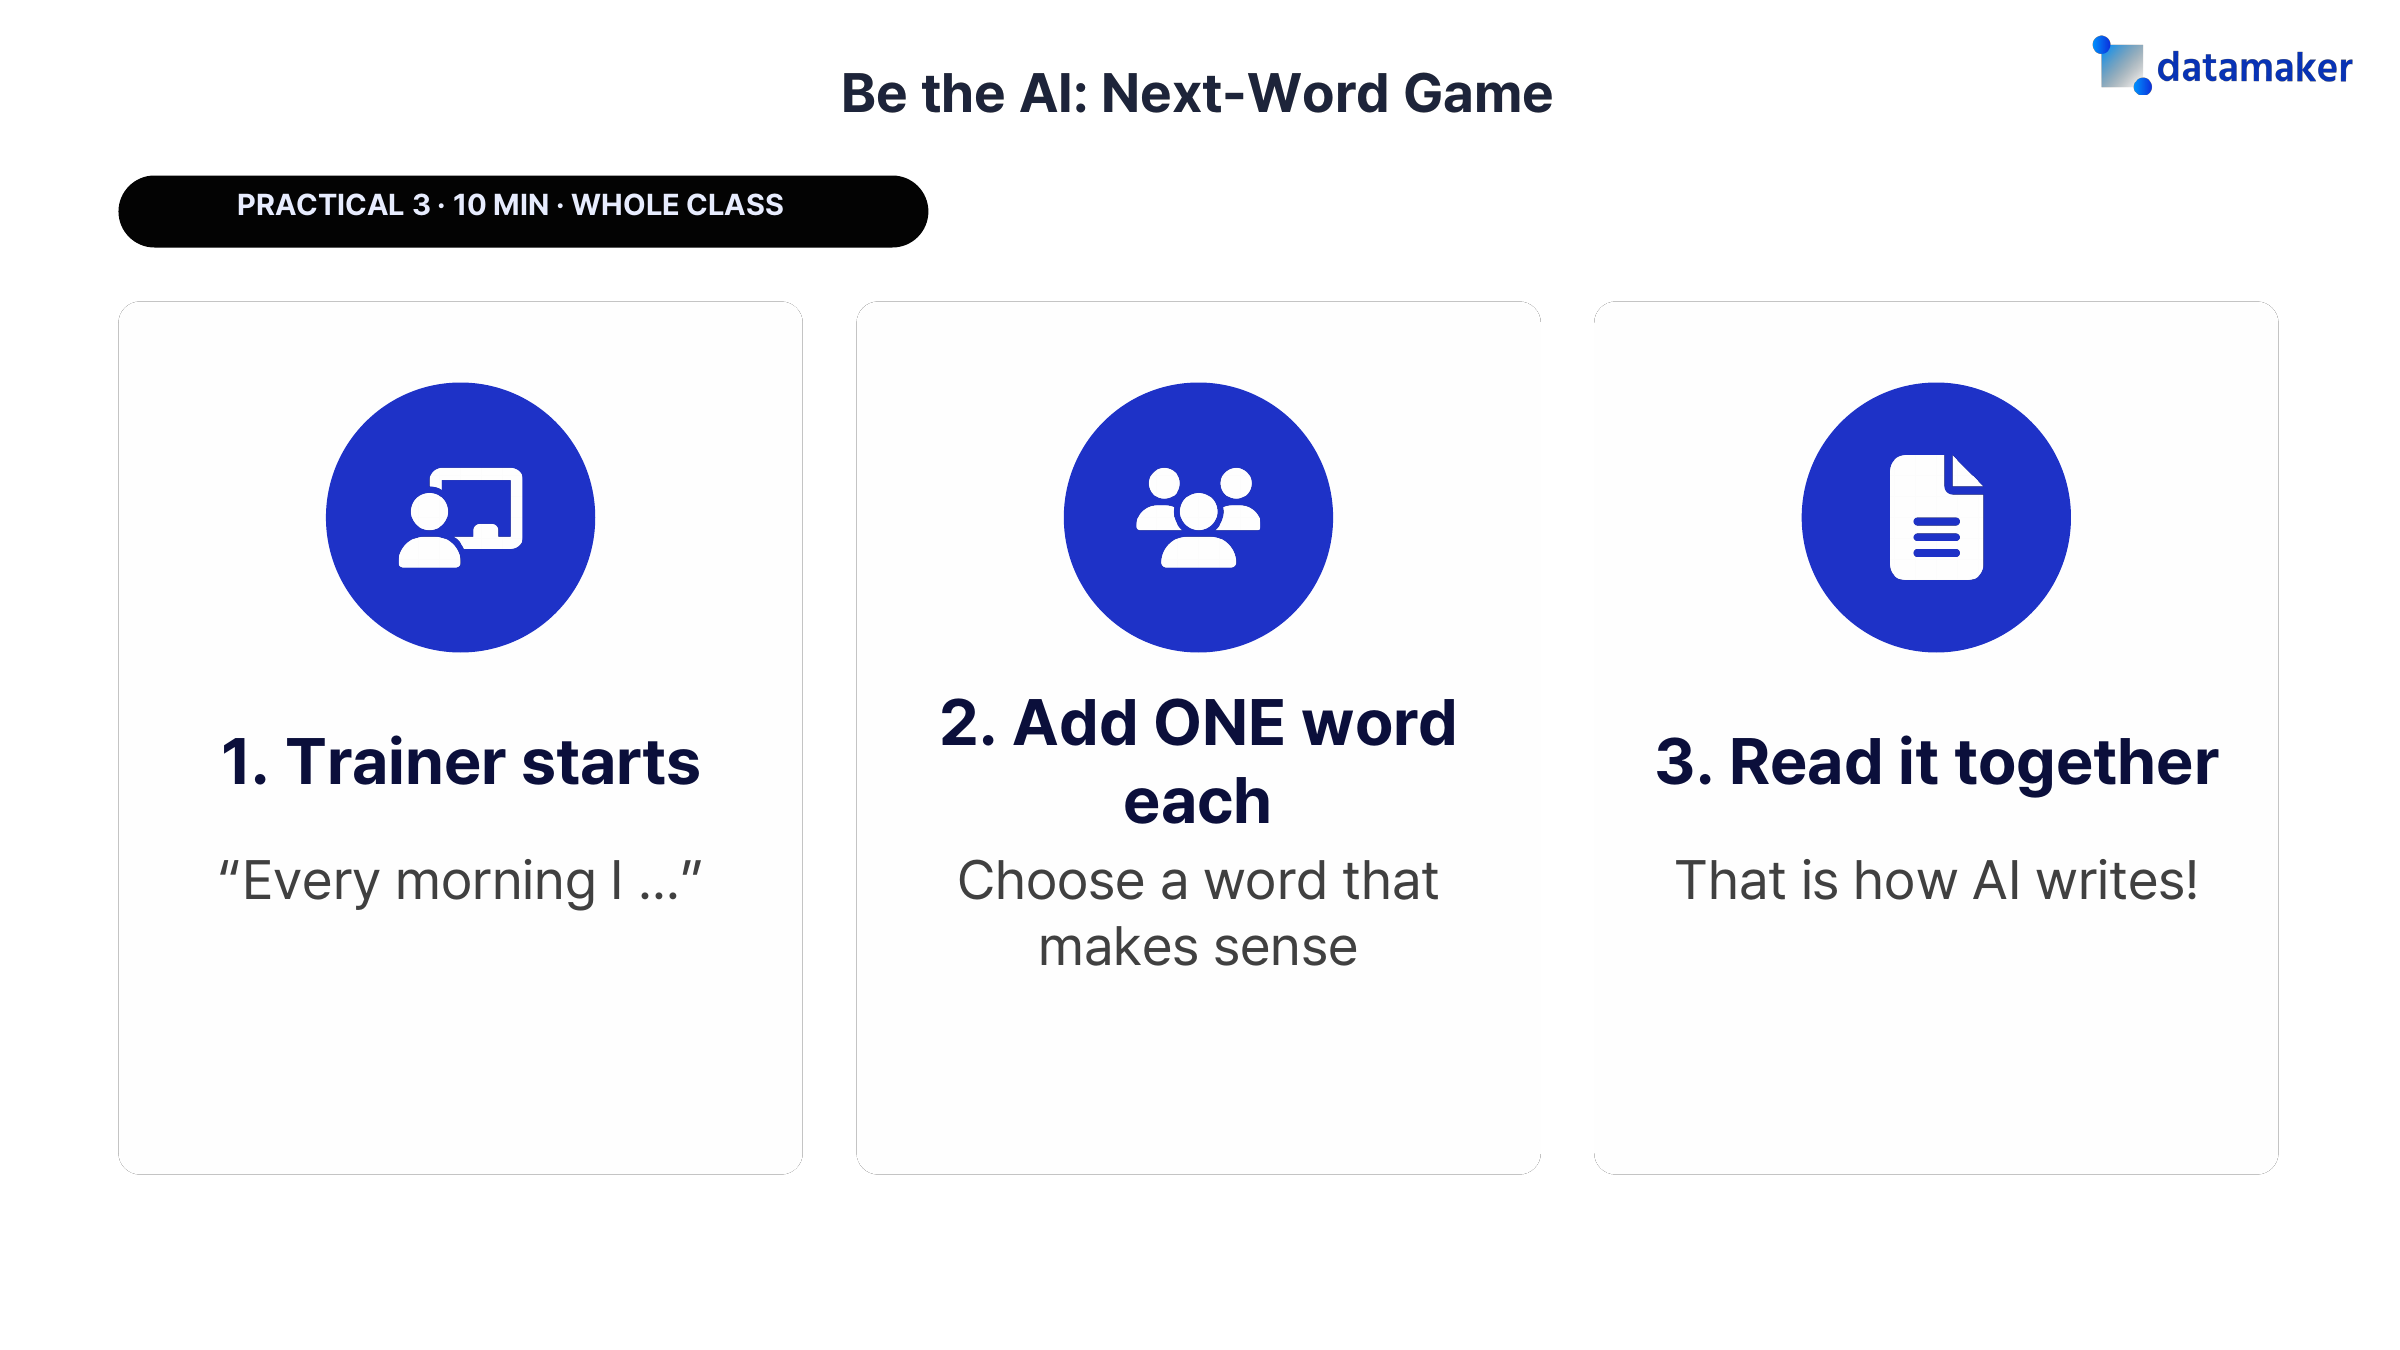 Be the AI: Next-Word Game
datamaker
PRACTICAL 3 · 10 MIN · WHOLE CLASS
1. Trainer starts
“Every morning I ...”
2. Add ONE word
each
Choose a word that
makes sense
3. Read it together
That is how AI writes!